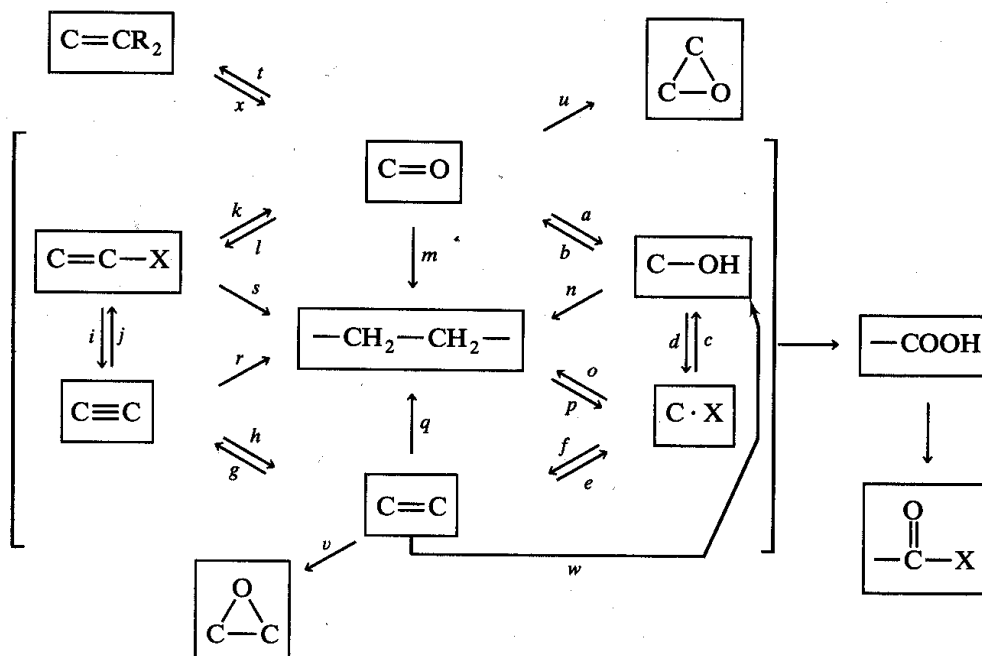 C=CR₂
t
x
u
C
C—O
C=O
k
l
a
b
C=C—X
m
C—OH
s
n
—CH₂—CH₂—
i
j
d
c
—COOH
r
o
p
C≡C
q
C·X
h
g
f
e
C=C
O
—C—X
v
w
O
C—C